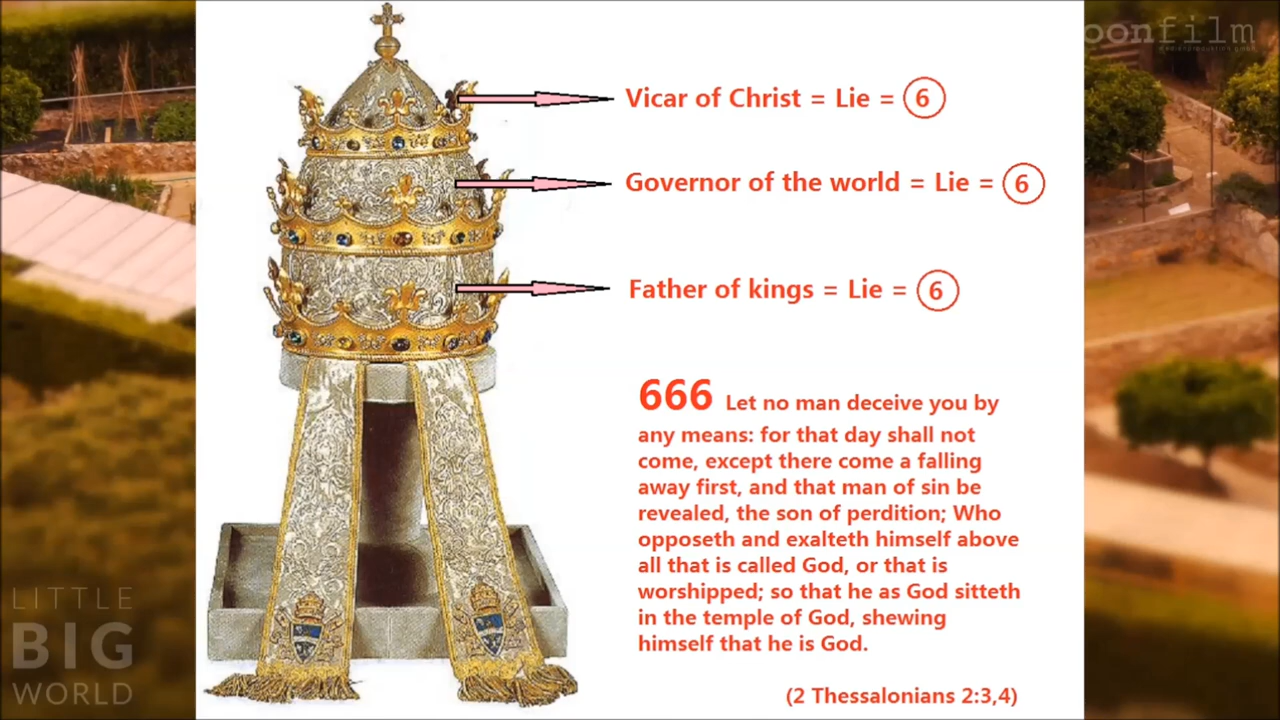 oonfilm
Vicar of Christ = Lie = 6
Governor of the world = Lie = 6
Father of kings = Lie = 6
666 Let no man deceive you by
any means: for that day shall not
come, except there come a falling
away first, and that man of sin be
revealed, the son of perdition; Who
opposeth and exalteth himself above
all that is called God, or that is
worshipped; so that he as God sitteth
in the temple of God, shewing
himself that he is God.
(2 Thessalonians 2:3,4)
LITTLE
BIG
WORLD